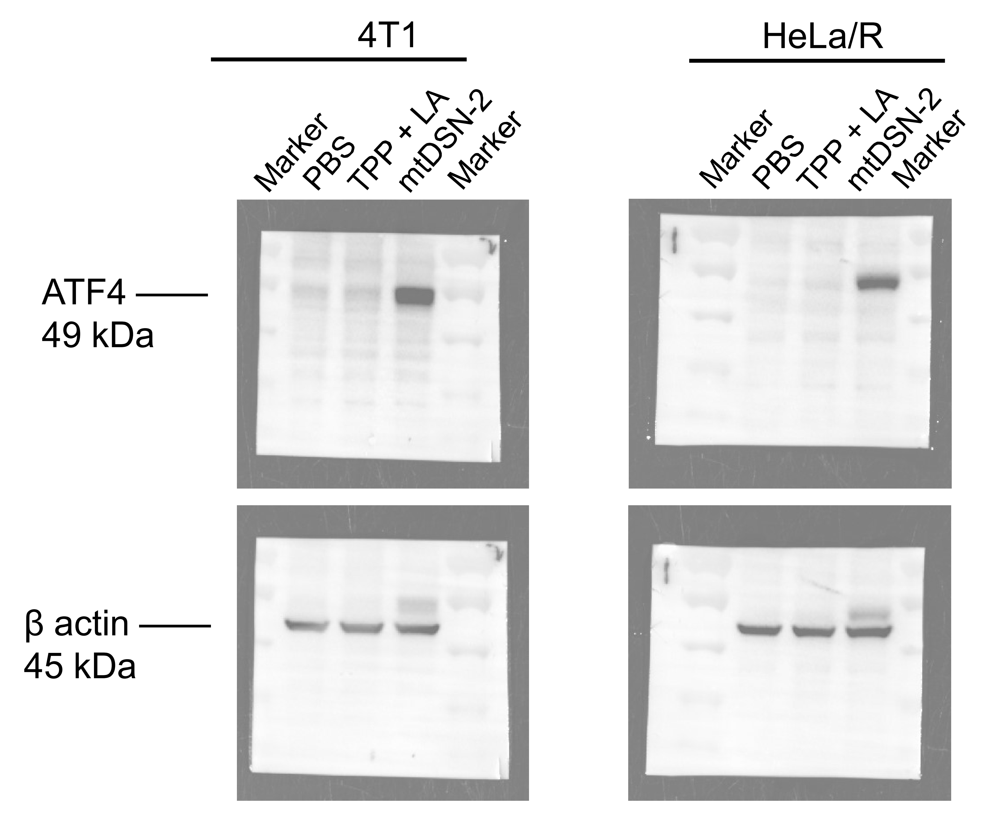 4T1
HeLa/R
Marker
PBS
TPP + LA
mtDSN-2
Marker
Marker
PBS
TPP + LA
mtDSN-2
Marker
ATF4
49 kDa
β actin
45 kDa